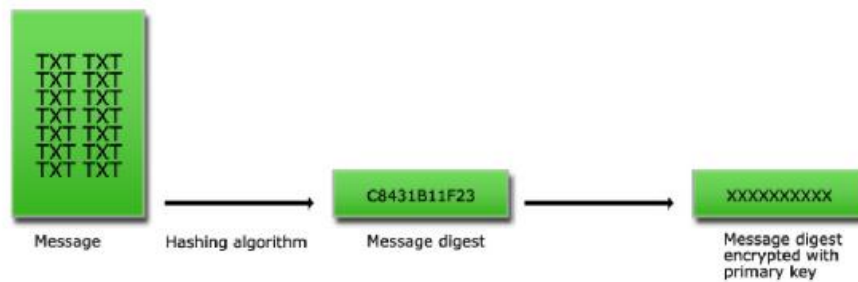 TXT TXT
TXT TXT
TXT TXT
TXT TXT
TXT TXT
TXT TXT
TXT TXT
C8431B11F23
XXXXXXXXXX
Message
Hashing algorithm
Message digest
Message digest
encrypted with
primary key